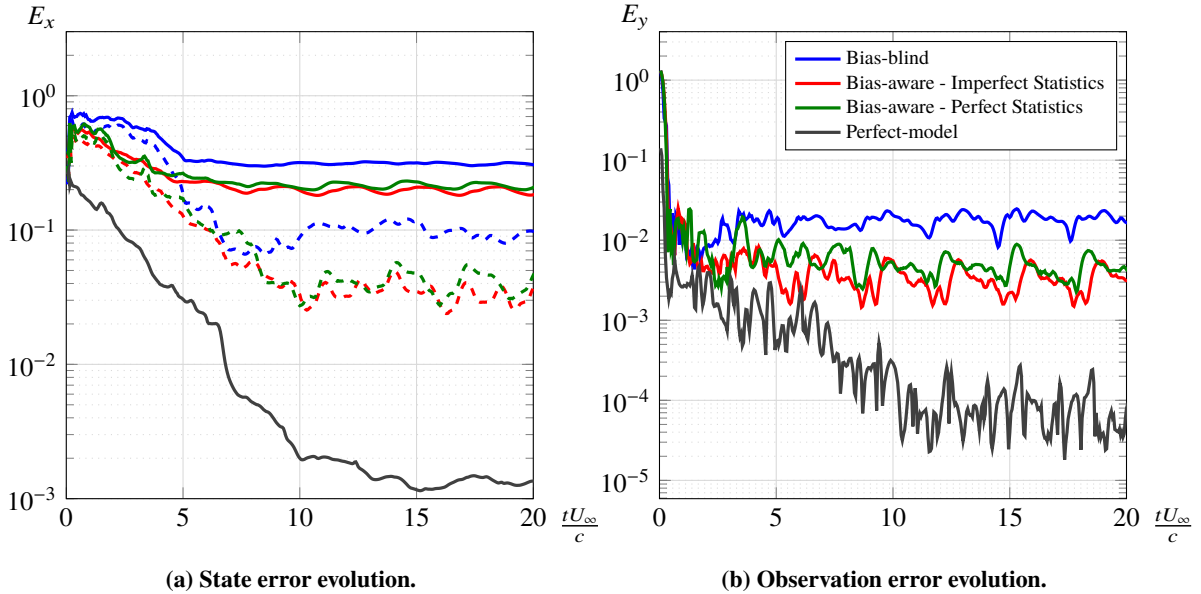 E_x
10^0
10^{-1}
10^{-2}
10^{-3}
0 5 10 15 20
tU_∞/c
(a) State error evolution.
E_y
10^0
10^{-1}
10^{-2}
10^{-3}
10^{-4}
10^{-5}
0 5 10 15 20
tU_∞/c
Bias-blind
Bias-aware - Imperfect Statistics
Bias-aware - Perfect Statistics
Perfect-model
(b) Observation error evolution.